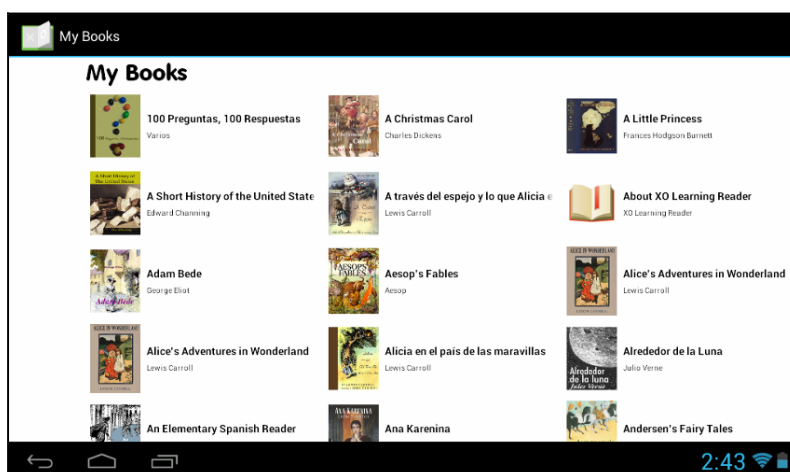 My Books
My Books
100 Preguntas, 100 Respuestas
Varios
A Christmas Carol
Charles Dickens
A Little Princess
Frances Hodgson Burnett
A Short History of the United State
Edward Channing
A través del espejo y lo que Alicia e
Lewis Carroll
About XO Learning Reader
XO Learning Reader
Adam Bede
George Eliot
Aesop's Fables
Aesop
Alice's Adventures in Wonderland
Lewis Carroll
Alice's Adventures in Wonderland
Lewis Carroll
Alicia en el país de las maravillas
Lewis Carroll
Alrededor de la Luna
Julio Verne
An Elementary Spanish Reader
Ana Karenina
Andersen's Fairy Tales
2:43